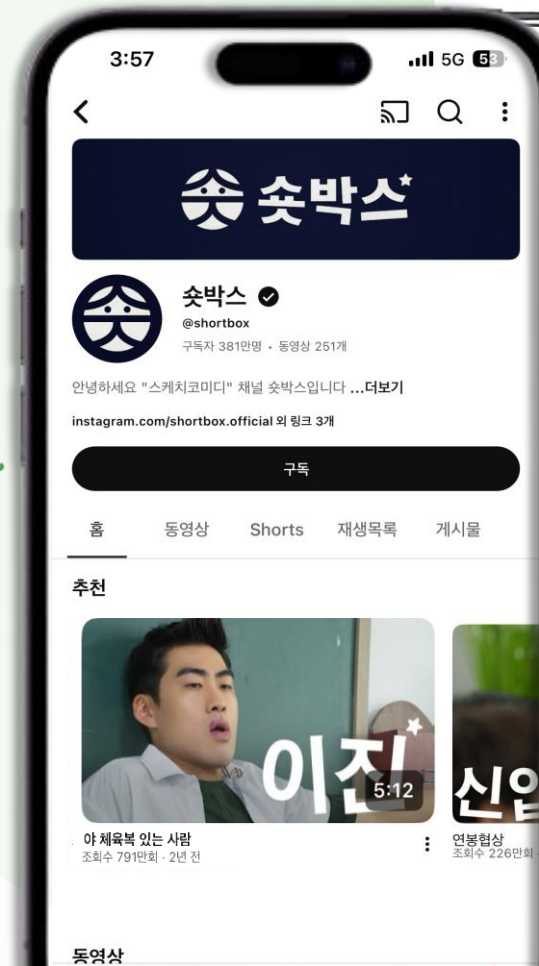 3:57
5G 53
숏 숏박스
숏
숏박스
@shortbox
구독자 381만명 · 동영상 251개
안녕하세요 "스케치코미디" 채널 숏박스입니다 ...더보기
instagram.com/shortbox.official 외 링크 3개
구독
홈 동영상 Shorts 재생목록 게시물
추천
이진
5:12
야 체육복 있는 사람
조회수 791만회 · 2년 전
연봉협상
조회수 226만회
동영상